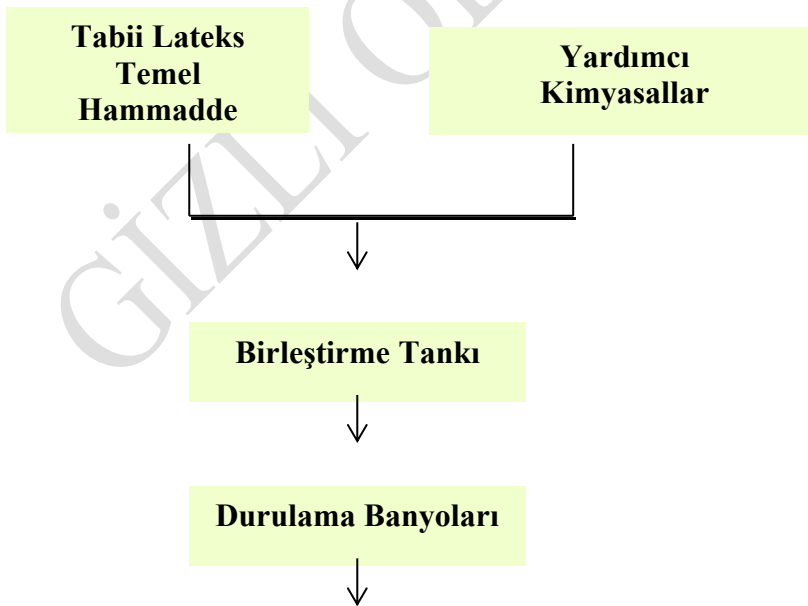 Tabii Lateks
Temel
Hammadde
Yardımcı
Kimyasallar
Birleştirme Tankı
Durulama Banyoları
GİZLİ